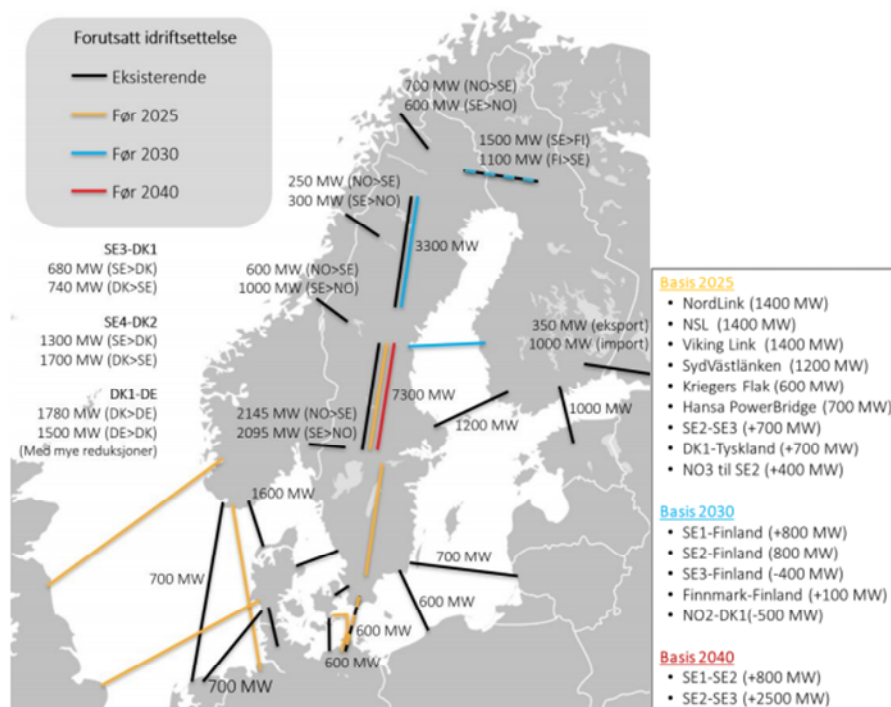 Forutsatt idriftsettelse
Eksisterende
Før 2025
Før 2030
Før 2040
700 MW (NO>SE)
600 MW (SE>NO)
1500 MW (SE>FI)
1100 MW (FI>SE)
250 MW (NO>SE)
300 MW (SE>NO)
3300 MW
SE3-DK1
680 MW (SE>DK)
740 MW (DK>SE)
600 MW (NO>SE)
1000 MW (SE>NO)
SE4-DK2
1300 MW (SE>DK)
1700 MW (DK>SE)
350 MW (eksport)
1000 MW (import)
DK1-DE
1780 MW (DK>DE)
1500 MW (DE>DK)
(Med mye reduksjoner)
2145 MW (NO>SE)
2095 MW (SE>NO)
7300 MW
1200 MW
1000 MW
1600 MW
700 MW
700 MW
600 MW
600 MW
600 MW
700 MW
Basis 2025
• NordLink (1400 MW)
• NSL (1400 MW)
• Viking Link (1400 MW)
• SydVästlänken (1200 MW)
• Kriegers Flak (600 MW)
• Hansa PowerBridge (700 MW)
• SE2-SE3 (+700 MW)
• DK1-Tyskland (+700 MW)
• NO3 til SE2 (+400 MW)
Basis 2030
• SE1-Finland (+800 MW)
• SE2-Finland (800 MW)
• SE3-Finland (-400 MW)
• Finnmark-Finland (+100 MW)
• NO2-DK1(-500 MW)
Basis 2040
• SE1-SE2 (+800 MW)
• SE2-SE3 (+2500 MW)